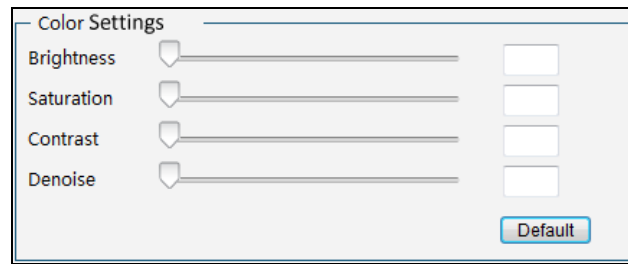 Color Settings
Brightness
Saturation
Contrast
Denoise
Default